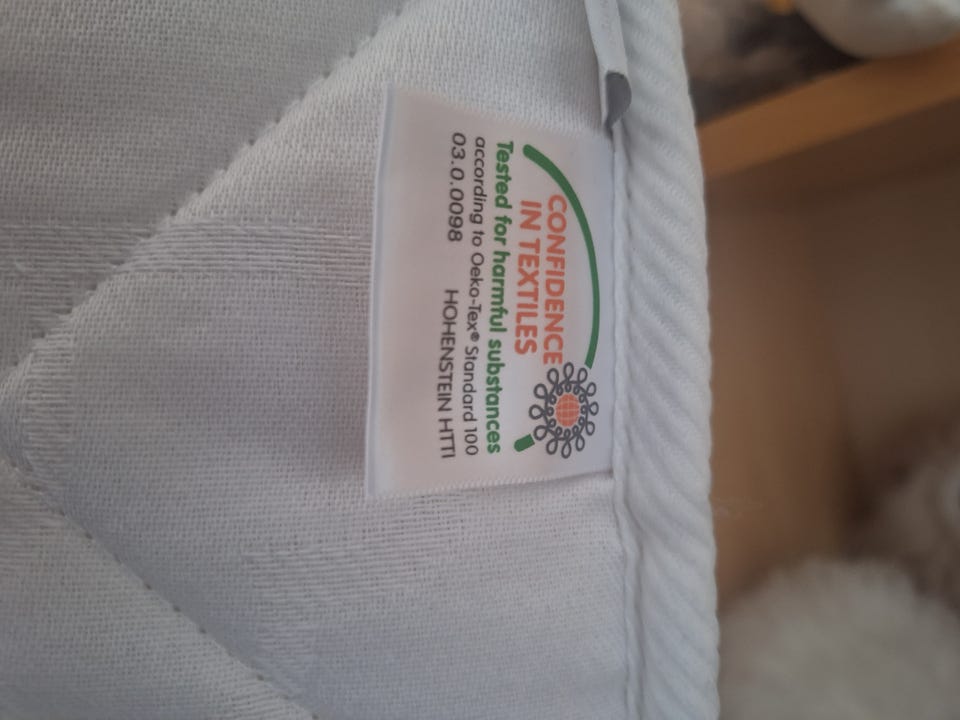 CONFIDENCE
IN TEXTILES
Tested for harmful substances
according to Oeko-Tex® Standard 100
03.0.0098 HOHENSTEIN HTTI